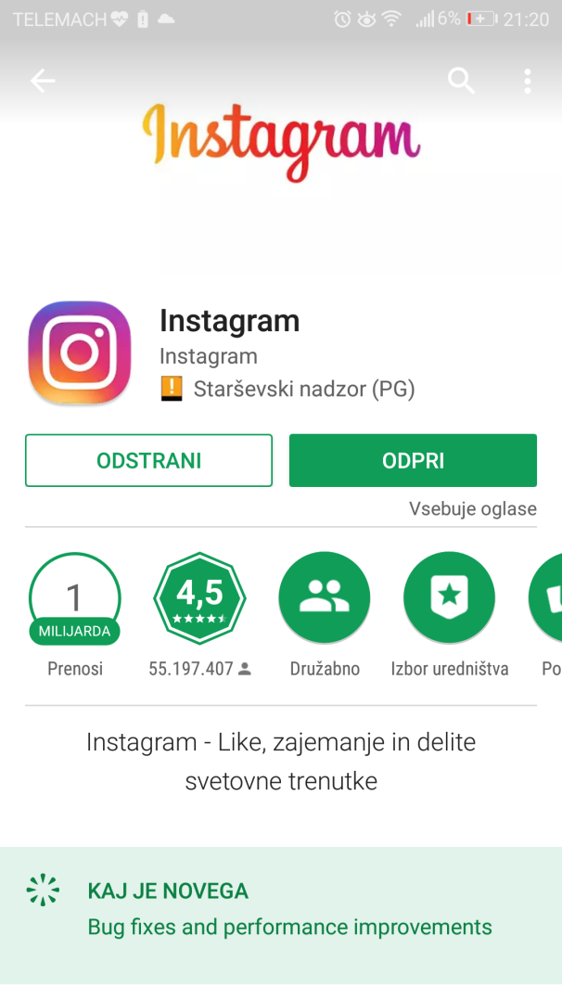 TELEMACH 6% 21:20
Instagram
Instagram
Instagram
Starševski nadzor (PG)
ODSTRANI ODPRI
Vsebuje oglase
1 4,5
MILIJARDA
Prenosi 55.197.407 Družabno Izbor uredništva Po
Instagram - Like, zajemanje in delite
svetovne trenutke
KAJ JE NOVEGA
Bug fixes and performance improvements